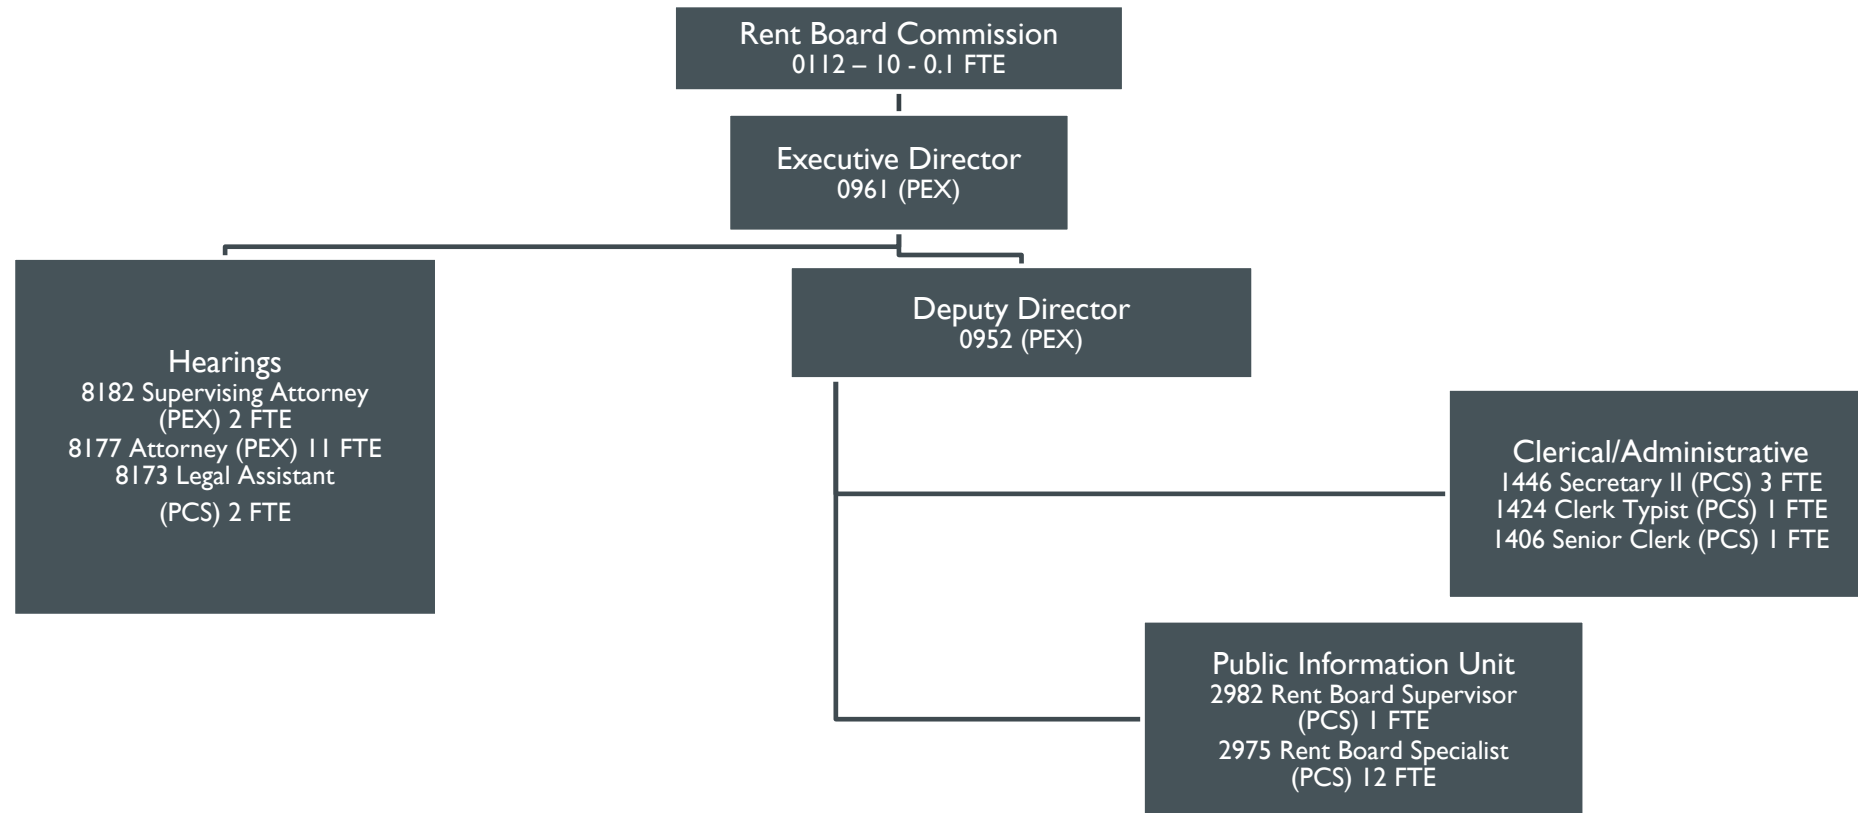 Rent Board Commission
0112 – 10 - 0.1 FTE
Executive Director
0961 (PEX)
Hearings
8182 Supervising Attorney
(PEX) 2 FTE
8177 Attorney (PEX) 11 FTE
8173 Legal Assistant
(PCS) 2 FTE
Deputy Director
0952 (PEX)
Clerical/Administrative
1446 Secretary II (PCS) 3 FTE
1424 Clerk Typist (PCS) 1 FTE
1406 Senior Clerk (PCS) 1 FTE
Public Information Unit
2982 Rent Board Supervisor
(PCS) 1 FTE
2975 Rent Board Specialist
(PCS) 12 FTE